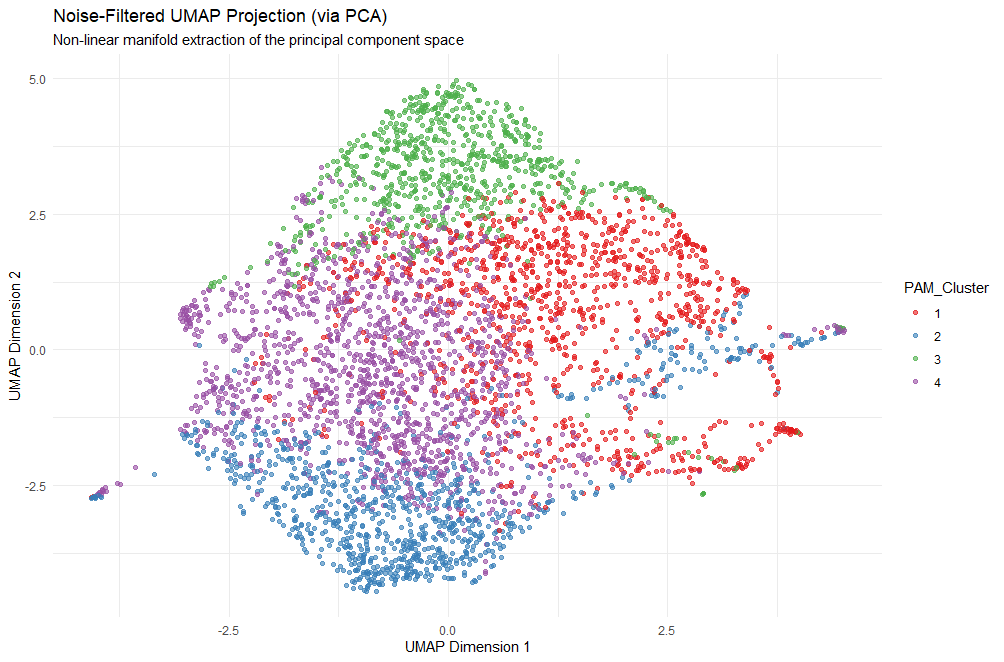 Noise-Filtered UMAP Projection (via PCA)
Non-linear manifold extraction of the principal component space
5.0
2.5
0.0
-2.5
UMAP Dimension 2
-2.5
0.0
2.5
UMAP Dimension 1
PAM_Cluster
1
2
3
4